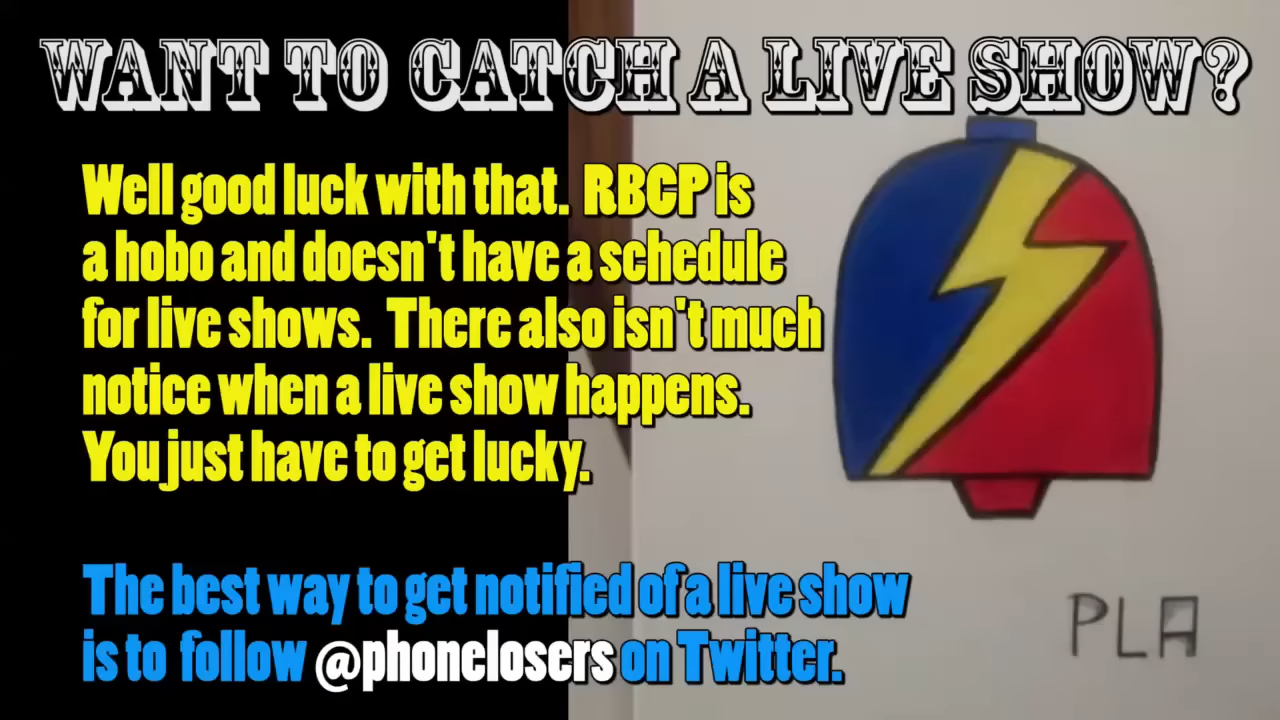 WANT TO CATCH A LIVE SHOW?
Well good luck with that. RBCP is
a hobo and doesn't have a schedule
for live shows. There also isn't much
notice when a live show happens.
You just have to get lucky.
The best way to get notified of a live show
is to follow @phonelosers on Twitter.
PLA